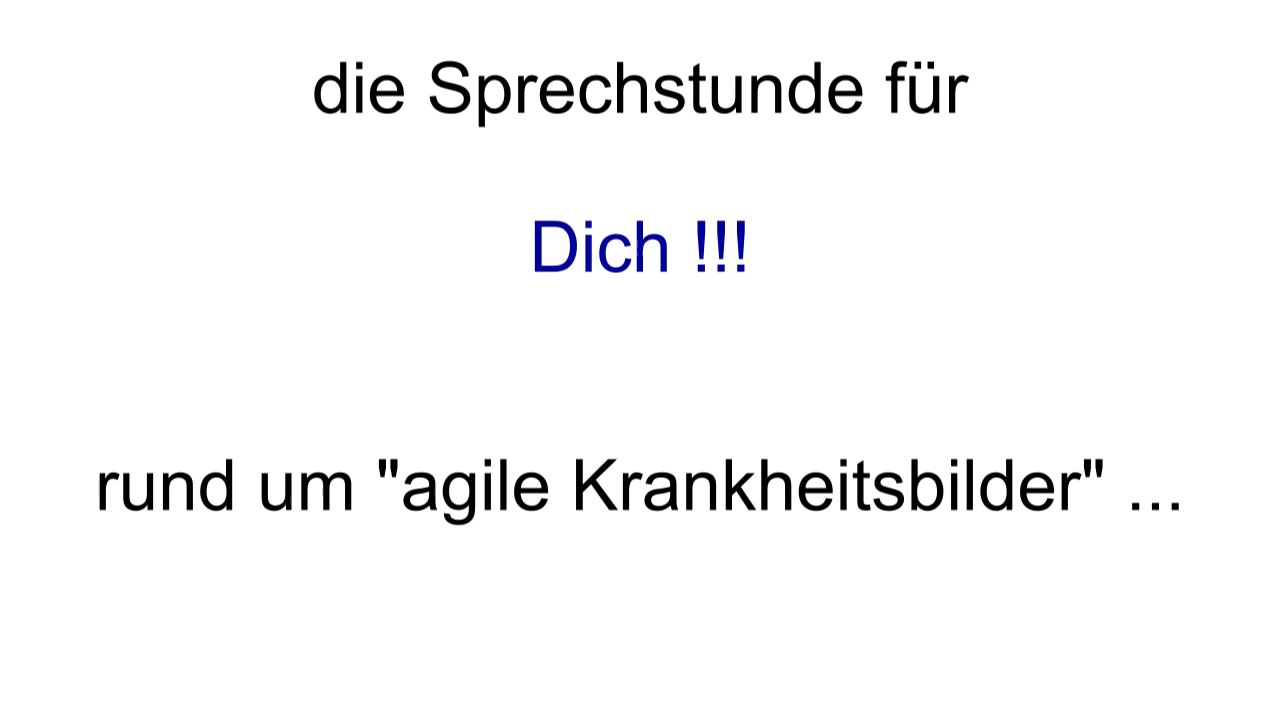 die Sprechstunde für
Dich !!!
rund um "agile Krankheitsbilder" ...